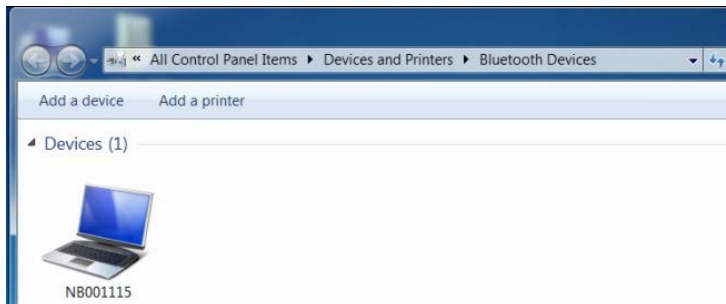 « All Control Panel Items ▸ Devices and Printers ▸ Bluetooth Devices
Add a device Add a printer
Devices (1)
NB001115